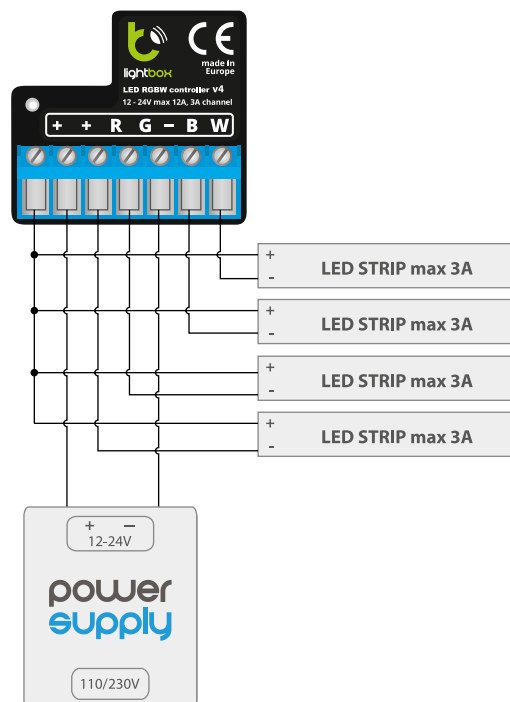 lightbox
made in
Europe
LED RGBW controller v4
12 - 24V max 12A, 3A channel
+ + R G - B W
+
LED STRIP max 3A
-
+
LED STRIP max 3A
-
+
LED STRIP max 3A
-
+
LED STRIP max 3A
-
+ −
12-24V
power
supply
110/230V